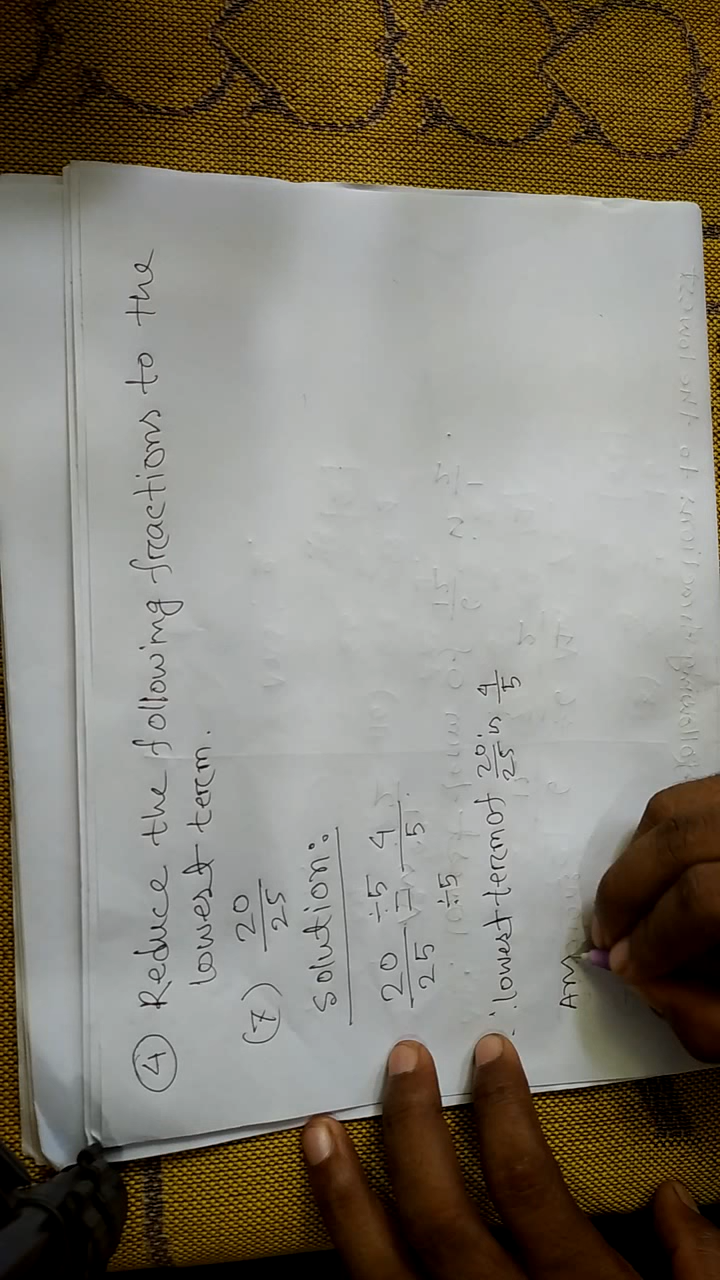 ④ Reduce the following fractions to the
lowest term.
(7) 20/25
Solution:
20/25 ÷5/÷5 = 4/5.
∴ lowest term of 20/25 is 4/5
Ans